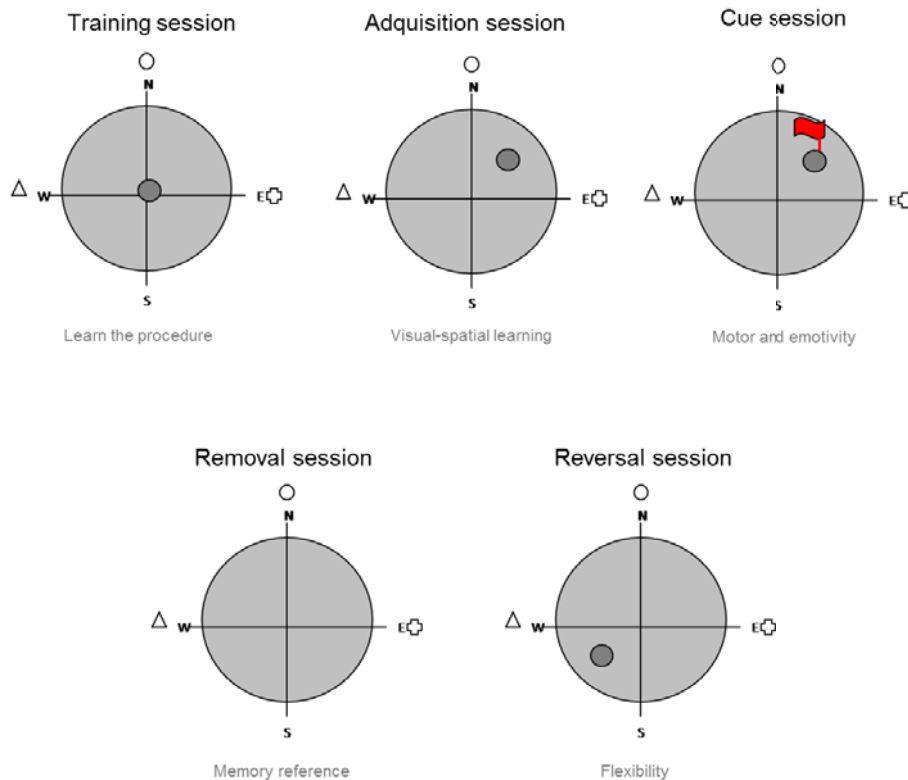 Training session
Adquisition session
Cue session
N
N
N
W
E
W
E
W
E
S
S
S
Learn the procedure
Visual-spatial learning
Motor and emotivity
Removal session
Reversal session
N
N
W
E
W
E
S
S
Memory reference
Flexibility